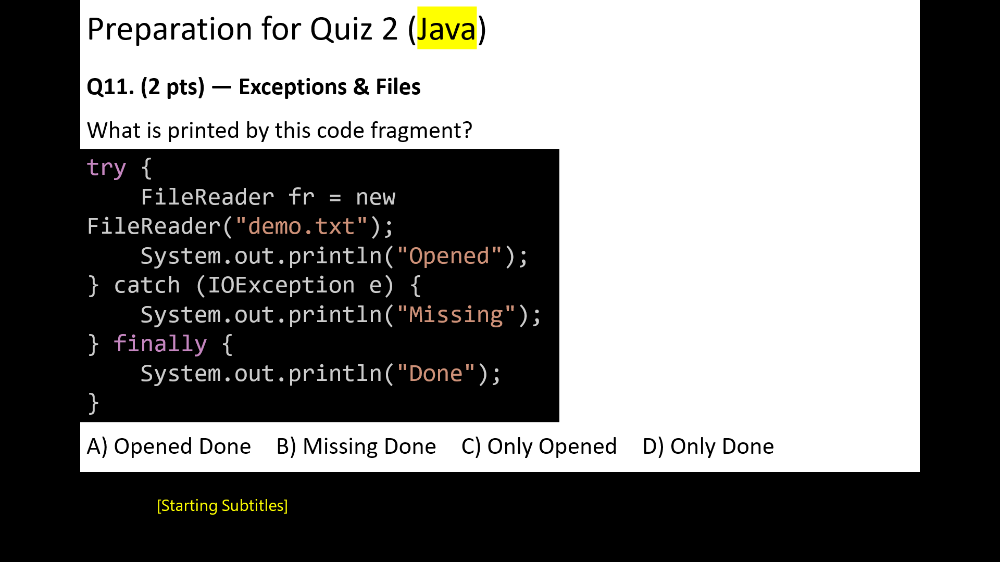 Preparation for Quiz 2 (Java)
Q11. (2 pts) — Exceptions & Files
What is printed by this code fragment?
try {
    FileReader fr = new
FileReader("demo.txt");
    System.out.println("Opened");
} catch (IOException e) {
    System.out.println("Missing");
} finally {
    System.out.println("Done");
}
A) Opened Done    B) Missing Done    C) Only Opened    D) Only Done
[Starting Subtitles]